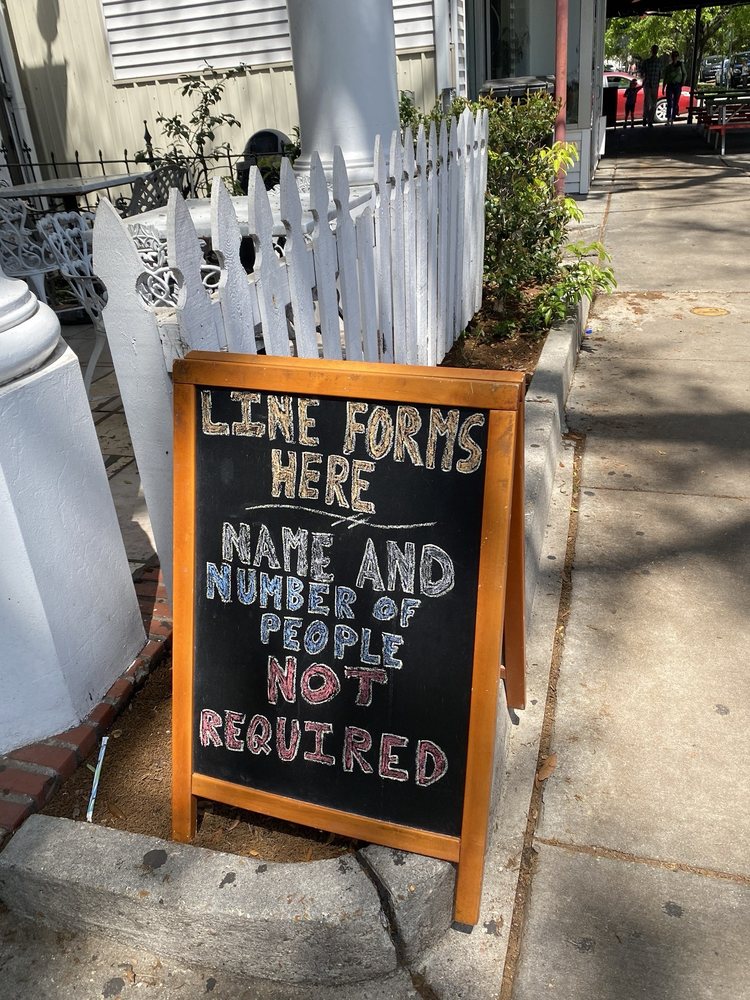 LINE FORMS
HERE
NAME AND
NUMBER OF
PEOPLE
NOT
REQUIRED